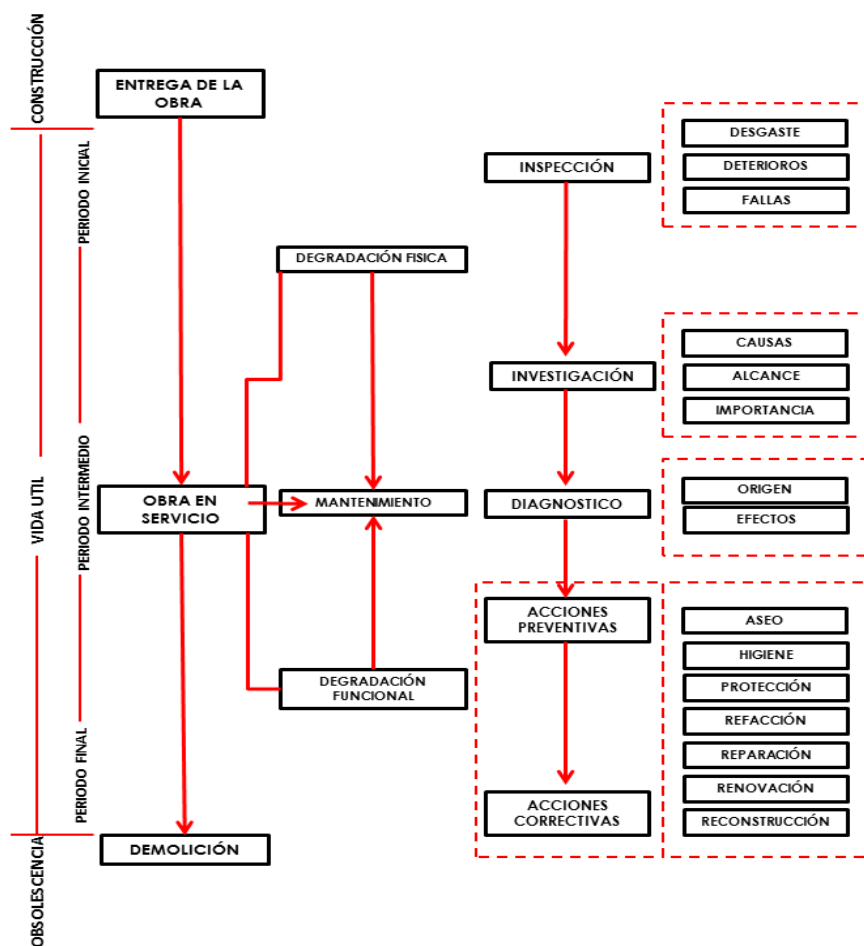 CONSTRUCCIÓN
VIDA UTIL
OBSOLESCENCIA
PERIODO INICIAL
PERIODO INTERMEDIO
PERIODO FINAL
ENTREGA DE LA
OBRA
OBRA EN
SERVICIO
DEMOLICIÓN
DEGRADACIÓN FISICA
MANTENIMIENTO
DEGRADACIÓN
FUNCIONAL
INSPECCIÓN
INVESTIGACIÓN
DIAGNOSTICO
ACCIONES
PREVENTIVAS
ACCIONES
CORRECTIVAS
DESGASTE
DETERIOROS
FALLAS
CAUSAS
ALCANCE
IMPORTANCIA
ORIGEN
EFECTOS
ASEO
HIGIENE
PROTECCIÓN
REFACCIÓN
REPARACIÓN
RENOVACIÓN
RECONSTRUCCIÓN